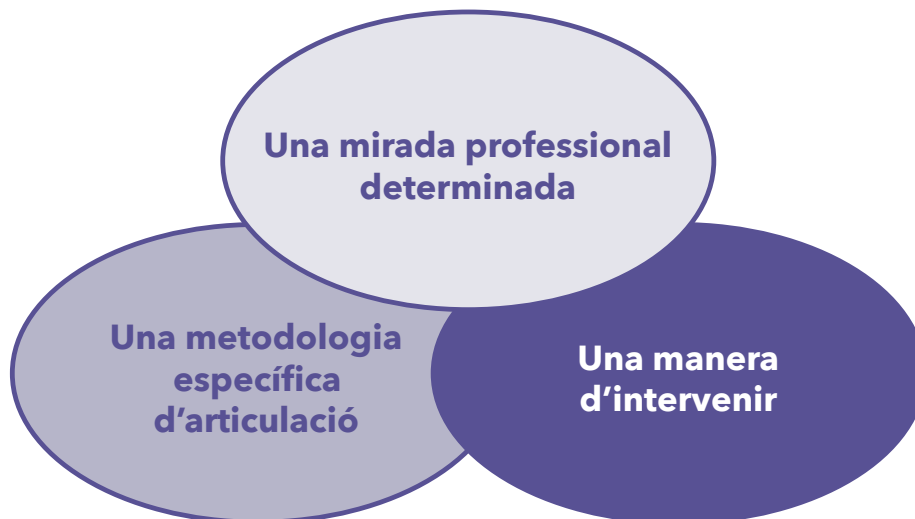 Una mirada professional
determinada
Una metodologia
específica
d’articulació
Una manera
d’intervenir